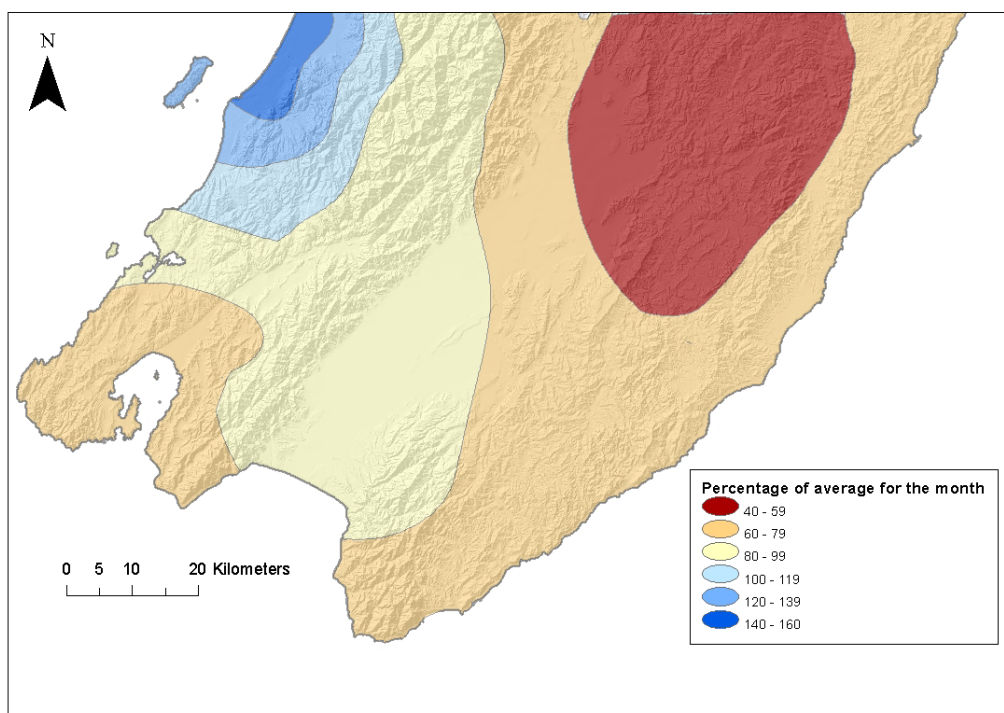 N
Percentage of average for the month
40 - 59
60 - 79
80 - 99
100 - 119
120 - 139
140 - 160
0 5 10 20 Kilometers